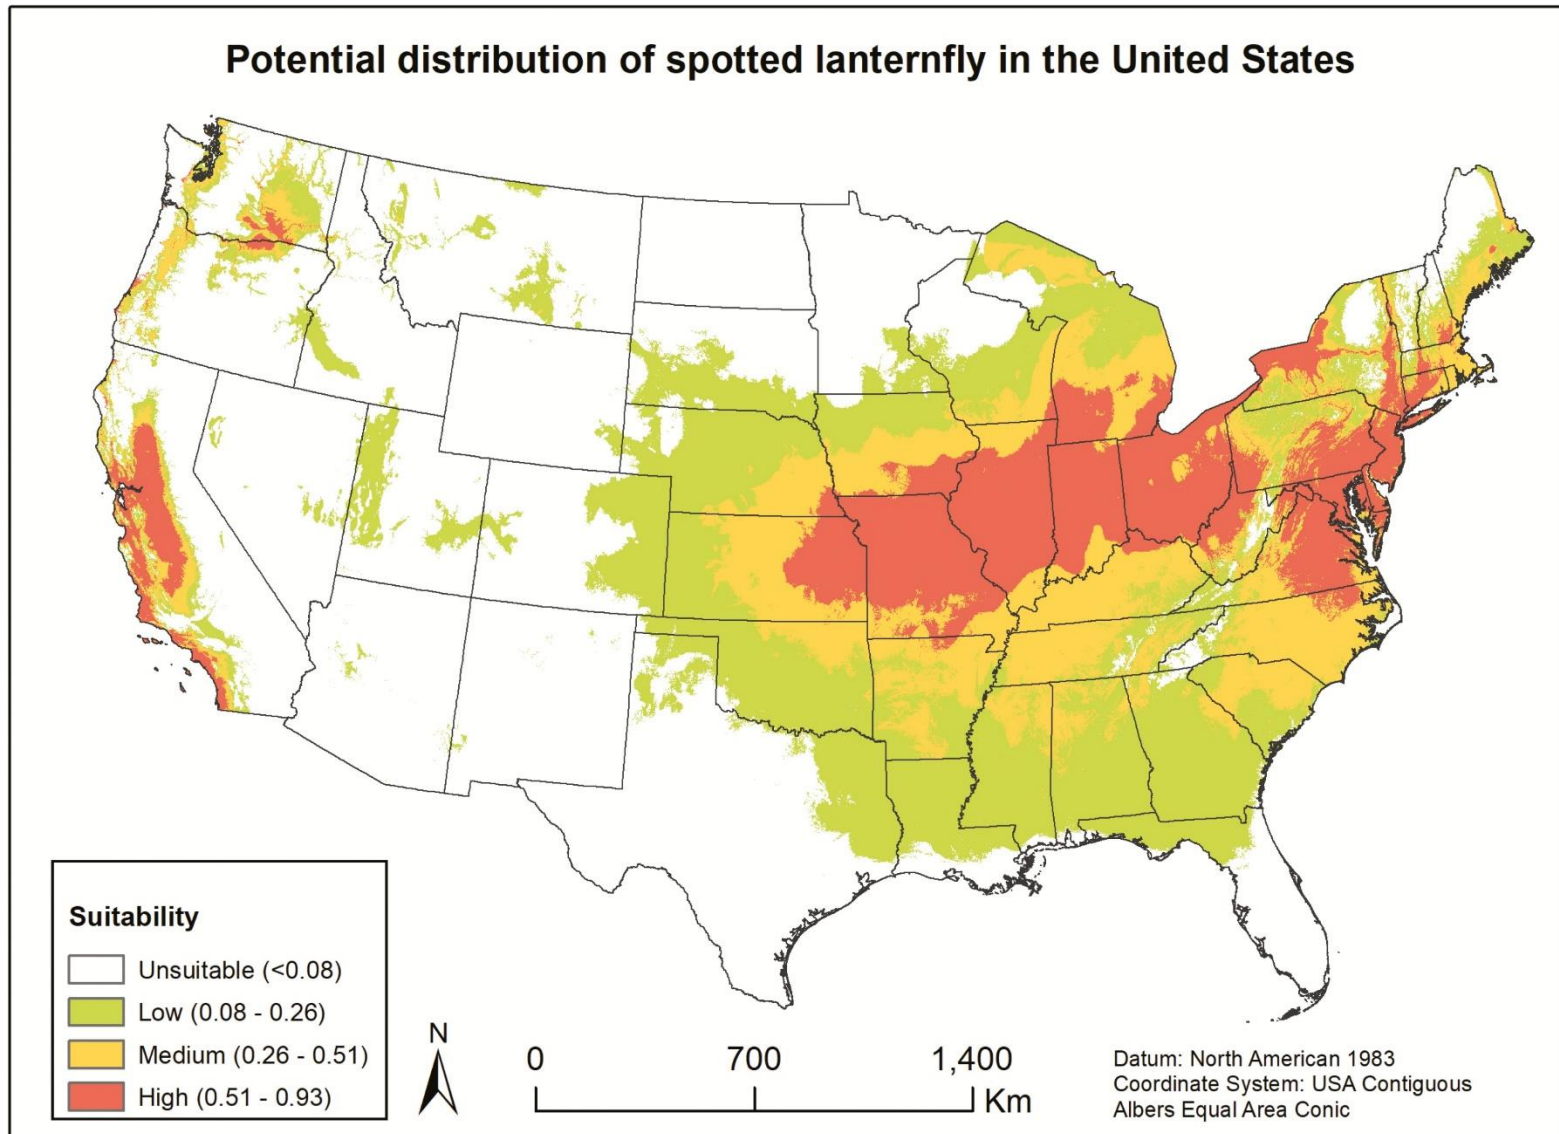 Potential distribution of spotted lanternfly in the United States
Suitability
Unsuitable (<0.08)
Low (0.08 - 0.26)
Medium (0.26 - 0.51)
High (0.51 - 0.93)
N
0 700 1,400
Km
Datum: North American 1983
Coordinate System: USA Contiguous
Albers Equal Area Conic